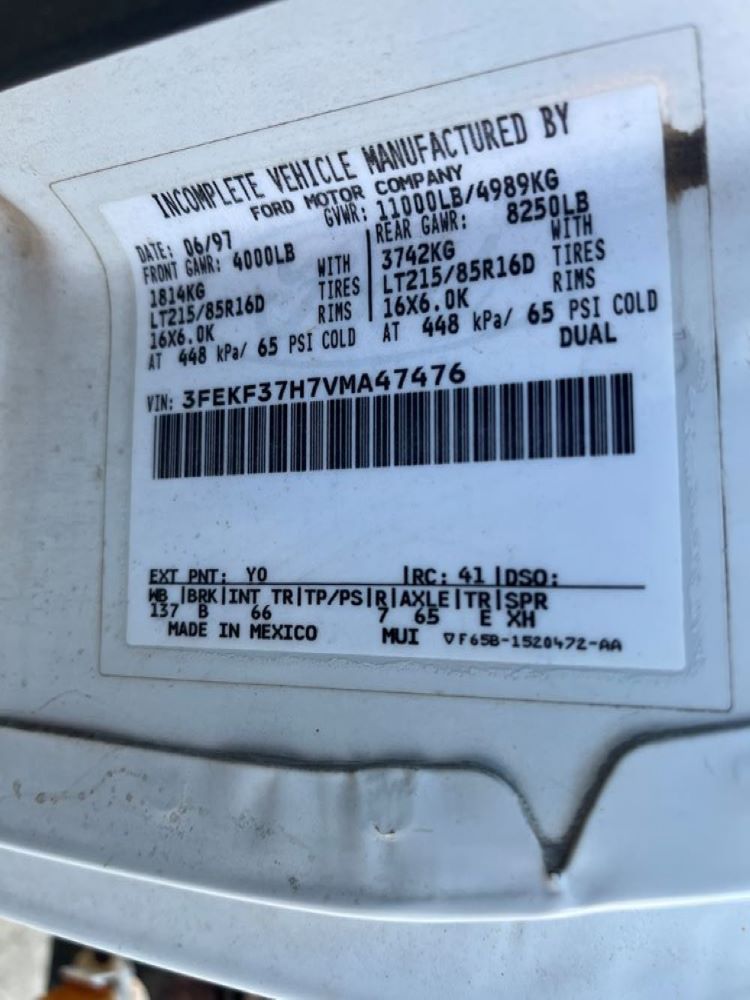 INCOMPLETE VEHICLE MANUFACTURED BY
FORD MOTOR COMPANY
DATE: 06/97 GVWR: 11000LB/4989KG
FRONT GAWR: 4000LB REAR GAWR: 8250LB
1814KG WITH 3742KG WITH
LT215/85R16D TIRES LT215/85R16D TIRES
16X6.0K RIMS 16X6.0K RIMS
AT 448 kPa/ 65 PSI COLD AT 448 kPa/ 65 PSI COLD
DUAL
VIN: 3FEKF37H7VMA47476
EXT PNT: YO RC: 41 DSO:
WB BRK INT TR TP/PS R AXLE TR SPR
137 B 66 7 65 E XH
MADE IN MEXICO MUI F65B-1520472-AA